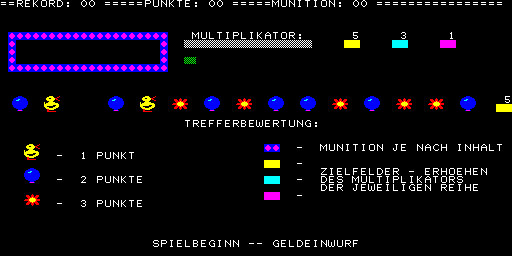 ==REKORD: 00 =====PUNKTE: 00 =====MUNITION: 00 ================
MULTIPLIKATOR: 5 3 1
5
TREFFERBEWERTUNG:
- 1 PUNKT
- 2 PUNKTE
- 3 PUNKTE
- MUNITION JE NACH INHALT
-
- ZIELFELDER - ERHOEHEN
DES MULTIPLIKATORS
DER JEWEILIGEN REIHE
-
SPIELBEGINN -- GELDEINWURF